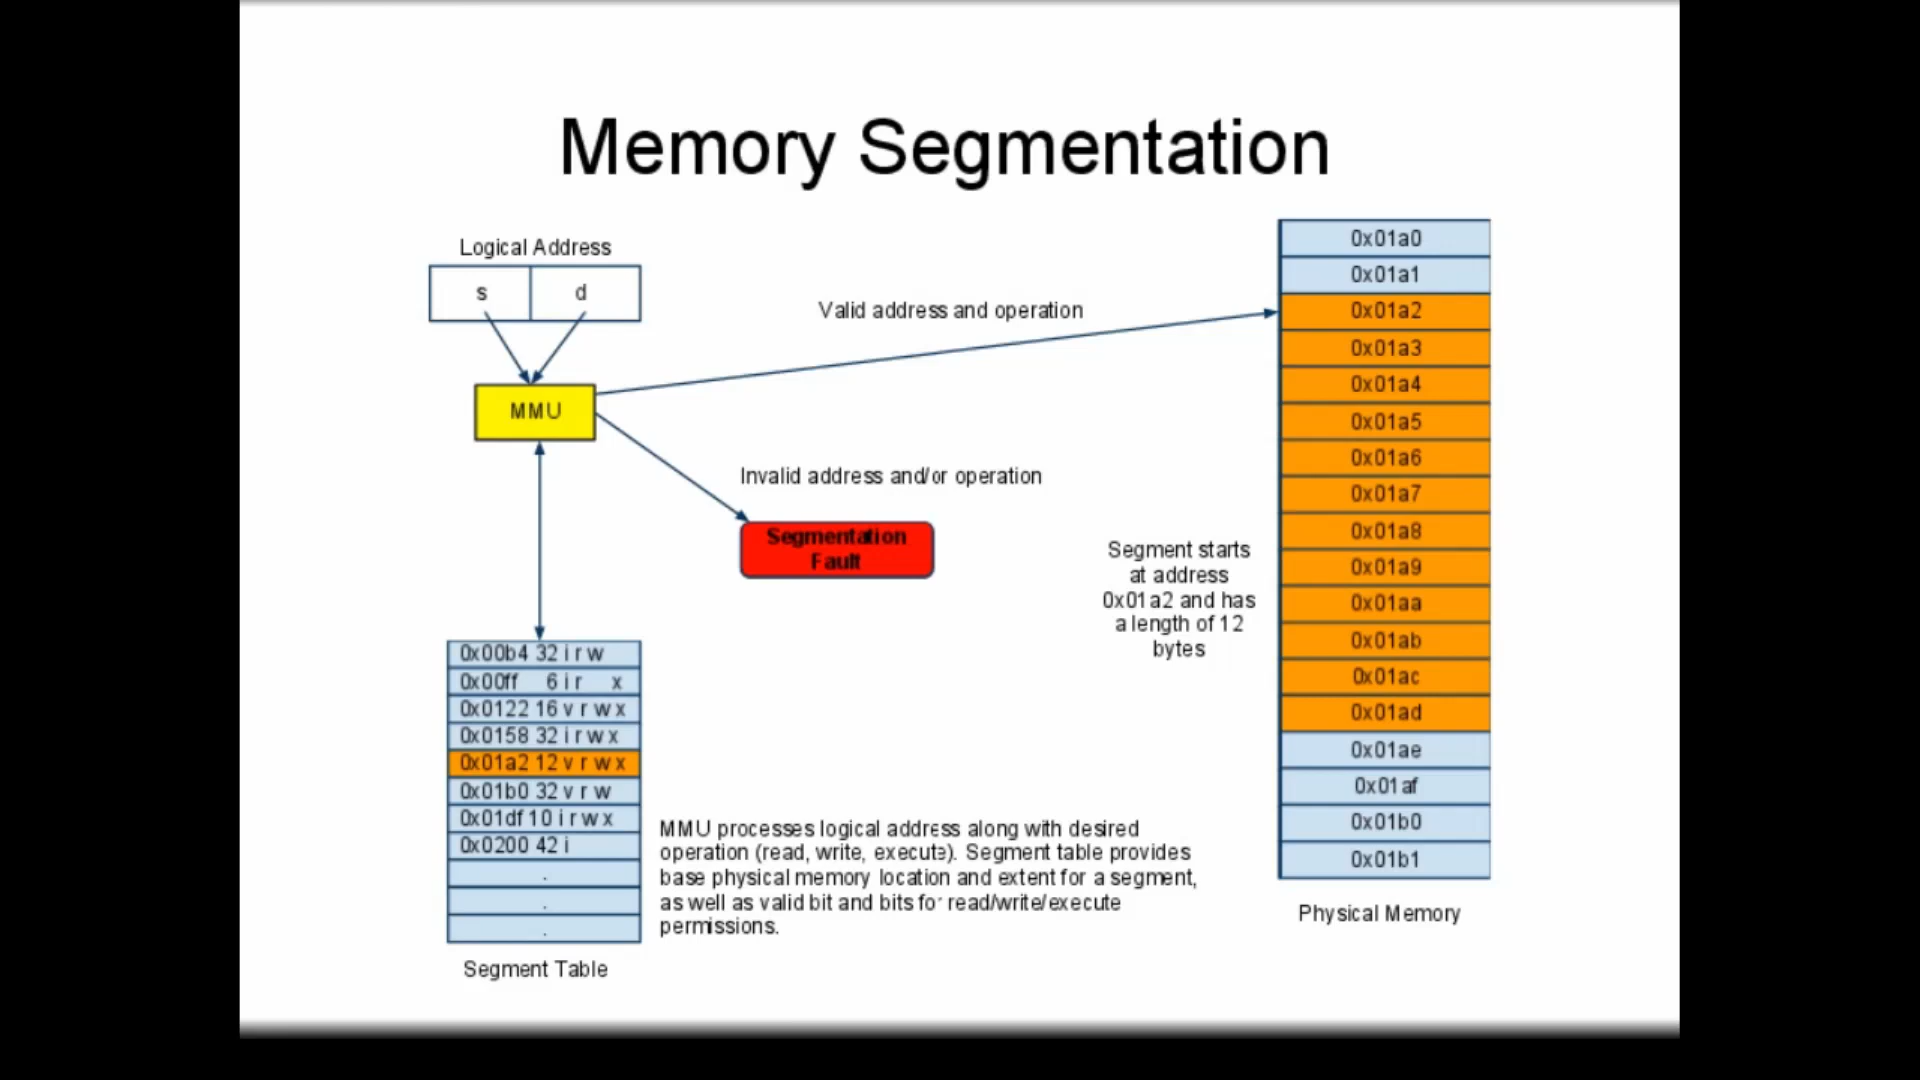 Memory Segmentation
Logical Address
s d
MMU
Valid address and operation
Invalid address and/or operation
Segmentation
Fault
0x00b4 32 i r w
0x00ff 6 i r x
0x0122 16 v r w x
0x0158 32 i r w x
0x01a2 12 v r w x
0x01b0 32 v r w
0x01df 10 i r w x
0x0200 42 i
.
.
.
Segment Table
MMU processes logical address along with desired
operation (read, write, execute). Segment table provides
base physical memory location and extent for a segment,
as well as valid bit and bits for read/write/execute
permissions.
Segment starts
at address
0x01a2 and has
a length of 12
bytes
0x01a0
0x01a1
0x01a2
0x01a3
0x01a4
0x01a5
0x01a6
0x01a7
0x01a8
0x01a9
0x01aa
0x01ab
0x01ac
0x01ad
0x01ae
0x01af
0x01b0
0x01b1
Physical Memory